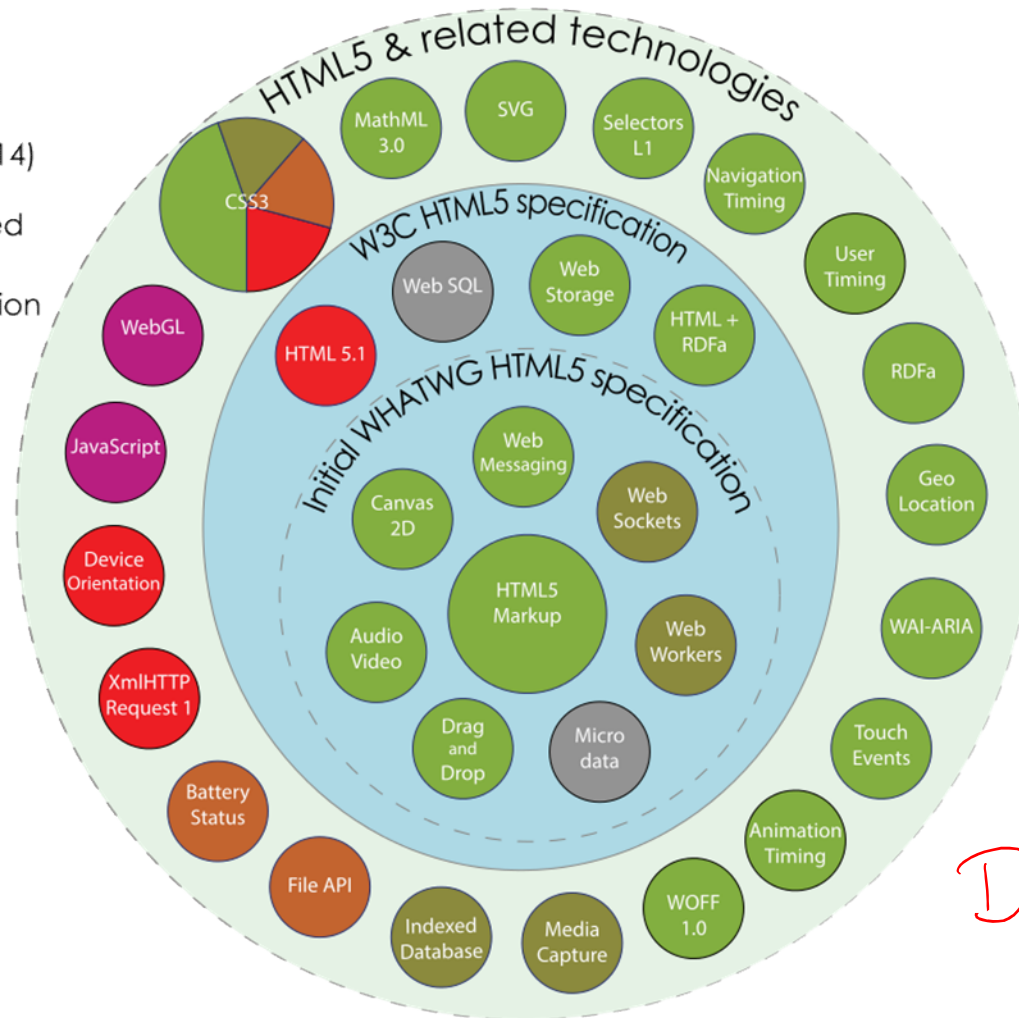 HTML5 & related technologies
14)
ed
ion
MathML
3.0
SVG
Selectors
L1
Navigation
Timing
User
Timing
RDFa
Geo
Location
WAI-ARIA
Touch
Events
Animation
Timing
WOFF
1.0
Media
Capture
Indexed
Database
File API
Battery
Status
XmlHTTP
Request 1
Device
Orientation
JavaScript
WebGL
CSS3
W3C HTML5 specification
HTML 5.1
Web SQL
Web
Storage
HTML +
RDFa
Initial WHATWG HTML5 specification
Web
Messaging
Canvas
2D
Web
Sockets
HTML5
Markup
Audio
Video
Web
Workers
Drag
and
Drop
Micro
data
D